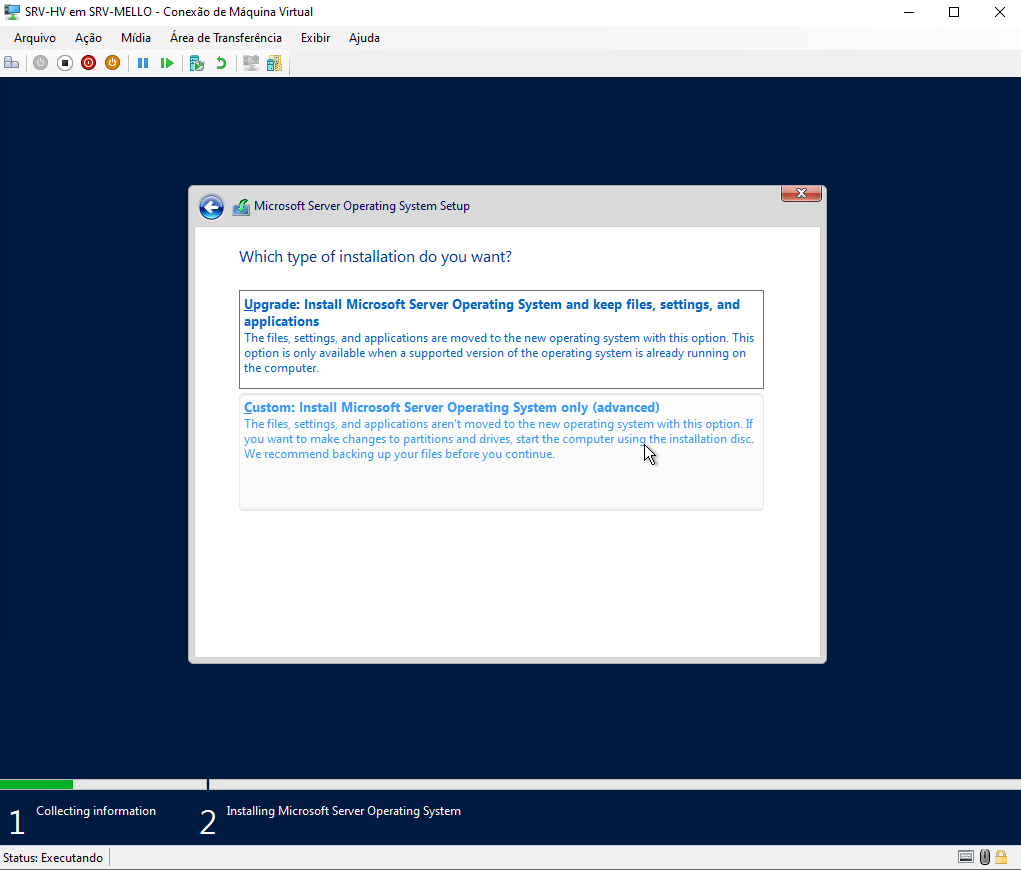 SRV-HV em SRV-MELLO - Conexão de Máquina Virtual
Arquivo Ação Mídia Área de Transferência Exibir Ajuda
Microsoft Server Operating System Setup
Which type of installation do you want?
Upgrade: Install Microsoft Server Operating System and keep files, settings, and
applications
The files, settings, and applications are moved to the new operating system with this option. This
option is only available when a supported version of the operating system is already running on
the computer.
Custom: Install Microsoft Server Operating System only (advanced)
The files, settings, and applications aren't moved to the new operating system with this option. If
you want to make changes to partitions and drives, start the computer using the installation disc.
We recommend backing up your files before you continue.
1 Collecting information 2 Installing Microsoft Server Operating System
Status: Executando